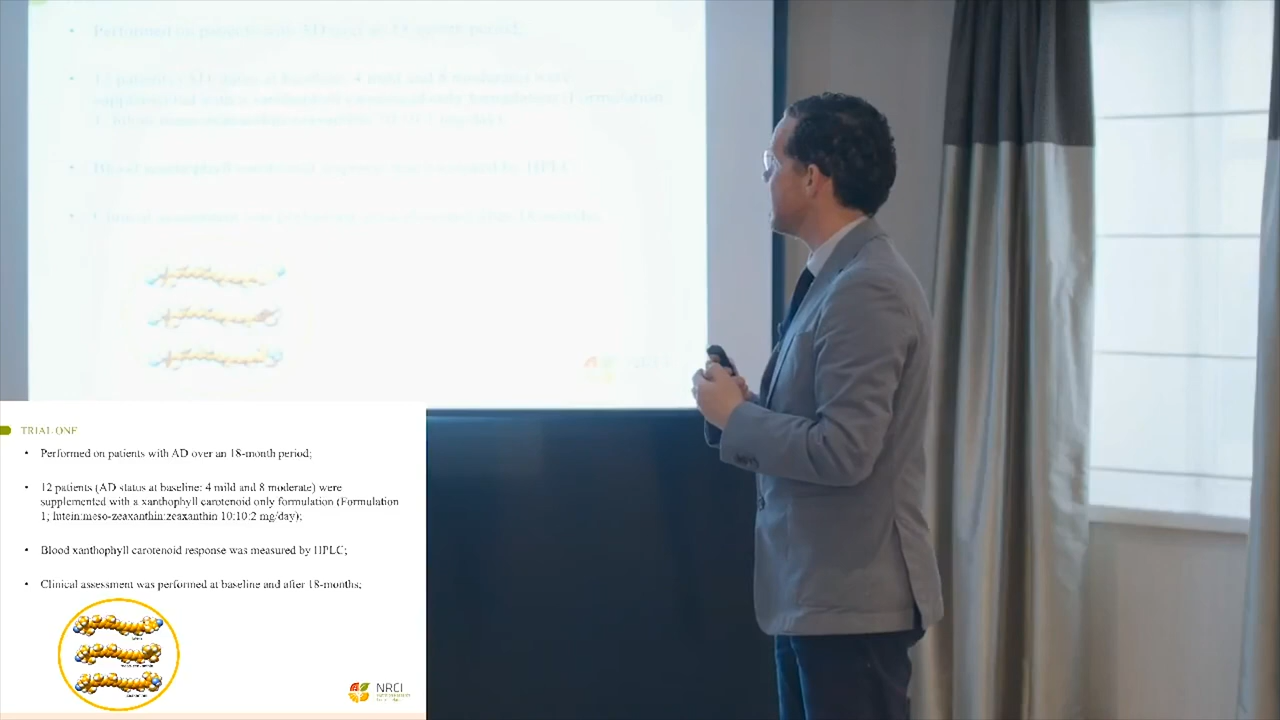 TRIAL ONE
• Performed on patients with AD over an 18-month period;
• 12 patients (AD status at baseline: 4 mild and 8 moderate) were
supplemented with a xanthophyll carotenoid only formulation (Formulation
1; lutein:meso-zeaxanthin:zeaxanthin 10:10:2 mg/day);
• Blood xanthophyll carotenoid response was measured by HPLC;
• Clinical assessment was performed at baseline and after 18-months;
NRCI